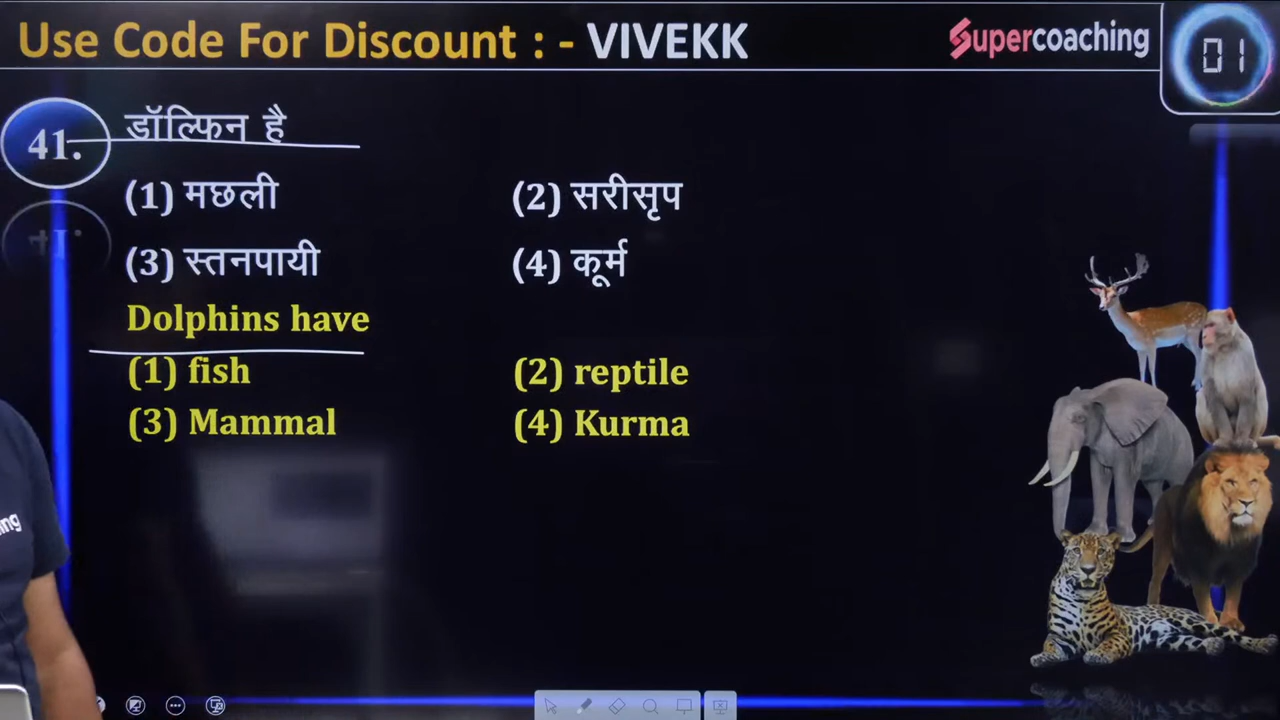 Use Code For Discount : - VIVEKK
Supercoaching
01
41. डॉल्फिन है
(1) मछली (2) सरीसृप
(3) स्तनपायी (4) कूर्म
Dolphins have
(1) fish (2) reptile
(3) Mammal (4) Kurma
ing